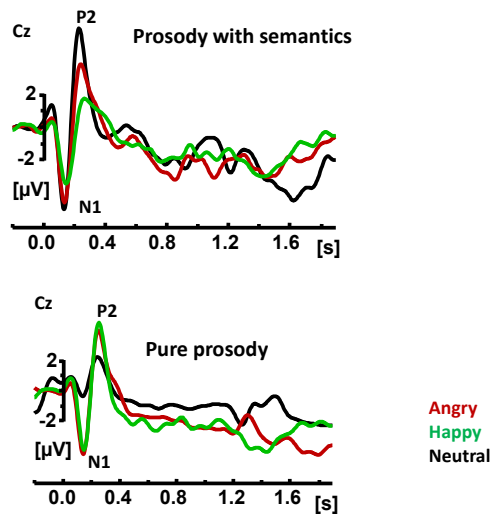 P2
Cz
Prosody with semantics
2
-2
[µV]
N1
0.0 0.4 0.8 1.2 1.6 [s]
Cz
P2
Pure prosody
2
-2
[µV]
N1
0.0 0.4 0.8 1.2 1.6
[s]
Angry
Happy
Neutral